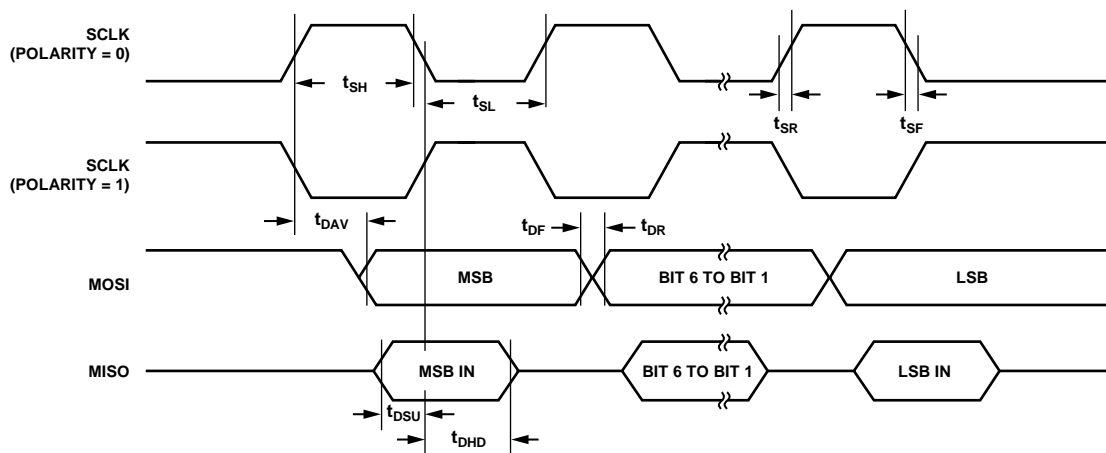 SCLK
(POLARITY = 0)
tSH
tSL
tSR
tSF
SCLK
(POLARITY = 1)
tDAV
tDF
tDR
MOSI
MSB
BIT 6 TO BIT 1
LSB
MISO
MSB IN
BIT 6 TO BIT 1
LSB IN
tDSU
tDHD